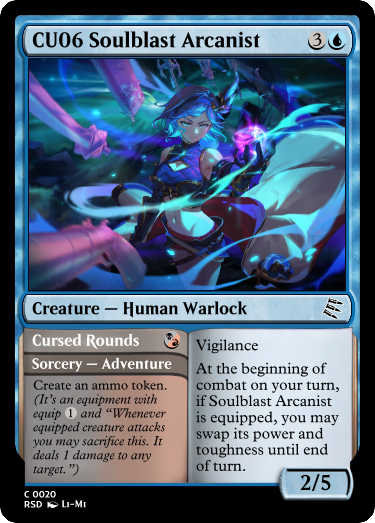 CU06 Soulblast Arcanist 3
Creature — Human Warlock
Cursed Rounds
Sorcery — Adventure
Create an ammo token.
(It's an equipment with
equip 1 and “Whenever
equipped creature attacks
you may sacrifice this. It
deals 1 damage to any
target.”)
Vigilance
At the beginning of
combat on your turn,
if Soulblast Arcanist
is equipped, you may
swap its power and
toughness until end
of turn.
2/5
C 0020
RSD Li-Mi